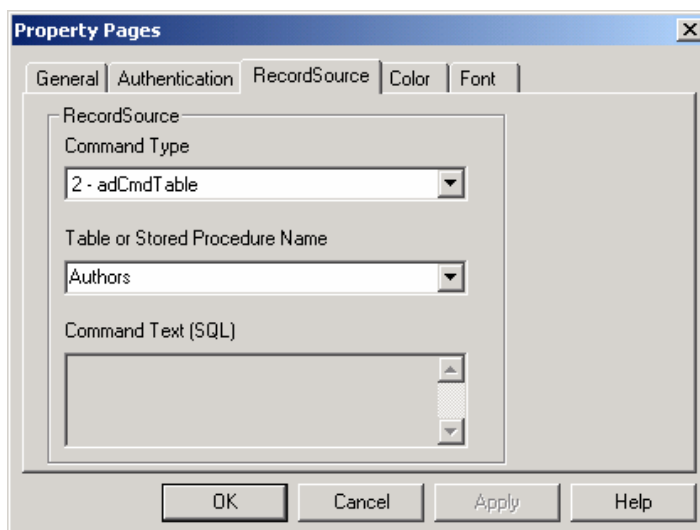 Property Pages
General Authentication RecordSource Color Font
RecordSource
Command Type
2 - adCmdTable
Table or Stored Procedure Name
Authors
Command Text (SQL)
OK Cancel Apply Help